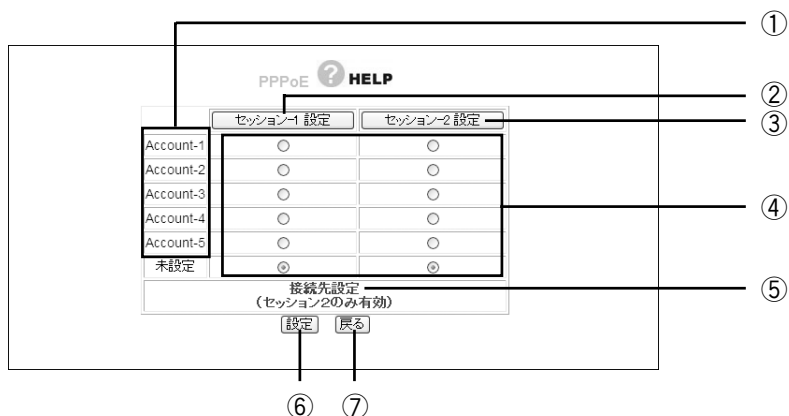 ①
PPPoE ? HELP
②
セッション-1 設定 セッション-2 設定
③
Account-1
Account-2
Account-3
Account-4
④
Account-5
未設定
接続先設定
⑤
(セッション2のみ有効)
設定 戻る
⑥ ⑦